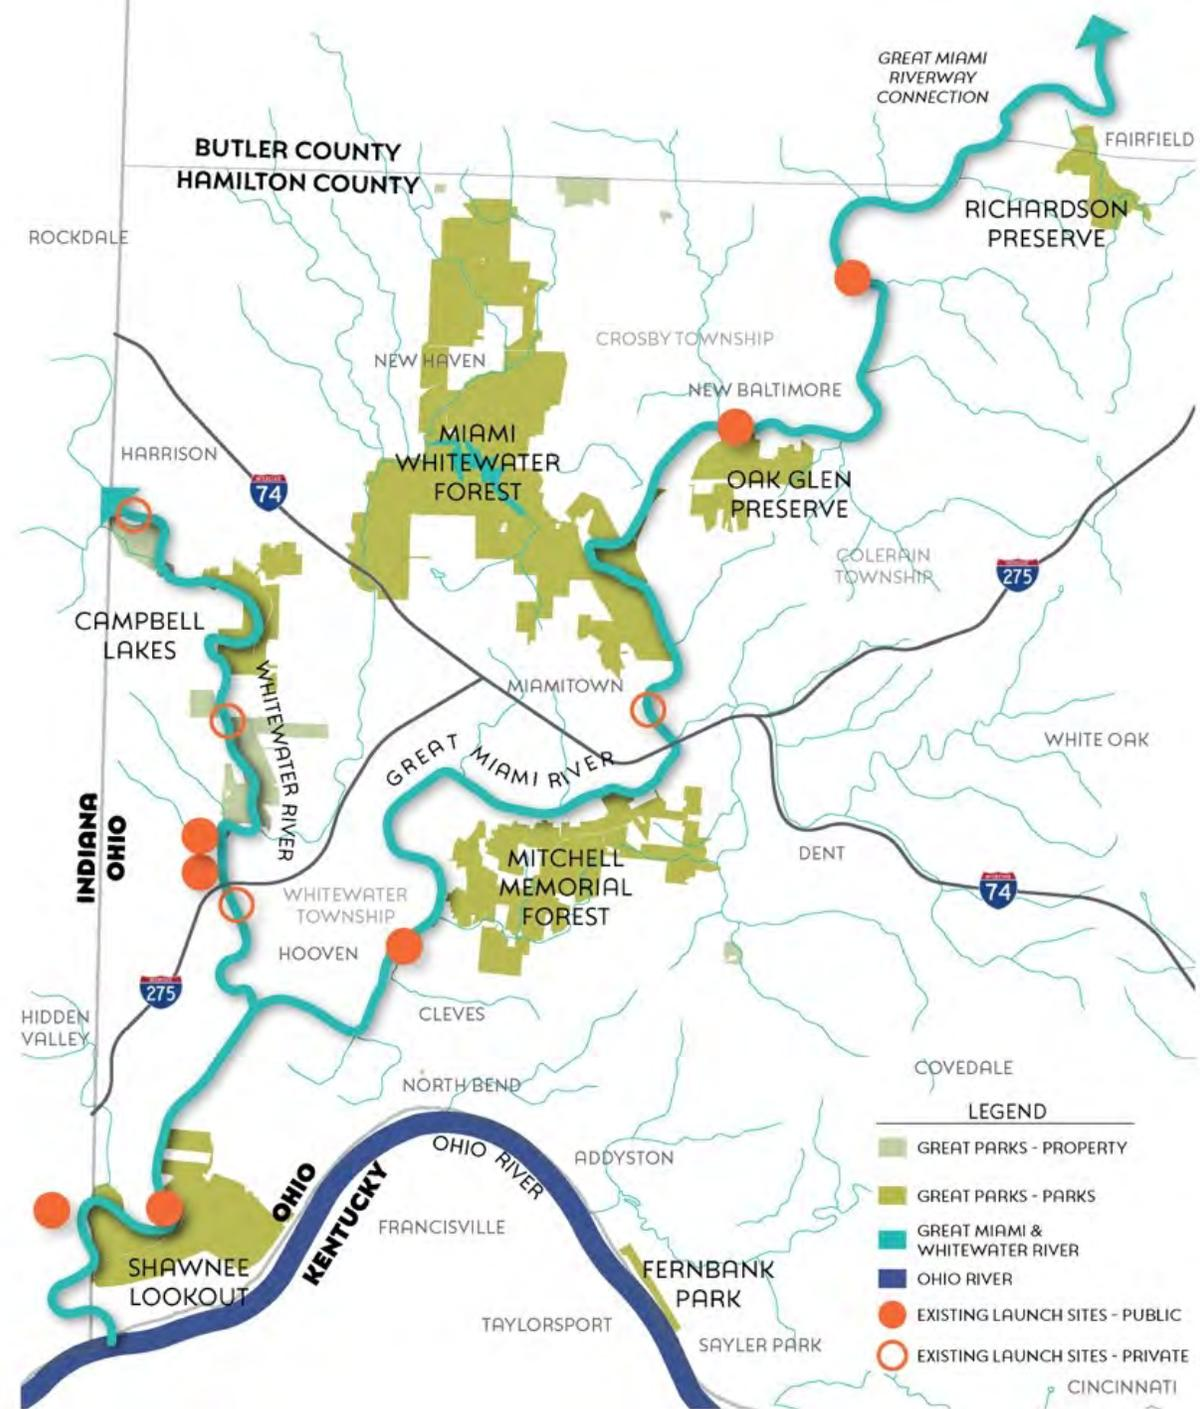 GREAT MIAMI
RIVERWAY
CONNECTION
FAIRFIELD
BUTLER COUNTY
HAMILTON COUNTY
RICHARDSON
PRESERVE
ROCKDALE
CROSBY TOWNSHIP
NEW HAVEN
NEW BALTIMORE
MIAMI
WHITEWATER
FOREST
HARRISON
74
OAK GLEN
PRESERVE
COLERAIN
TOWNSHIP
275
CAMPBELL
LAKES
WHITEWATER RIVER
MIAMITOWN
GREAT MIAMI RIVER
WHITE OAK
INDIANA
OHIO
MITCHELL
MEMORIAL
FOREST
DENT
74
WHITEWATER
TOWNSHIP
HOOVEN
275
HIDDEN
VALLEY
CLEVES
NORTH BEND
COVEDALE
OHIO RIVER
ADDYSTON
OHIO
KENTUCKY
FRANCISVILLE
SHAWNEE
LOOKOUT
FERNBANK
PARK
TAYLORSPORT
SAYLER PARK
CINCINNATI
LEGEND
GREAT PARKS - PROPERTY
GREAT PARKS - PARKS
GREAT MIAMI &
WHITEWATER RIVER
OHIO RIVER
EXISTING LAUNCH SITES - PUBLIC
EXISTING LAUNCH SITES - PRIVATE